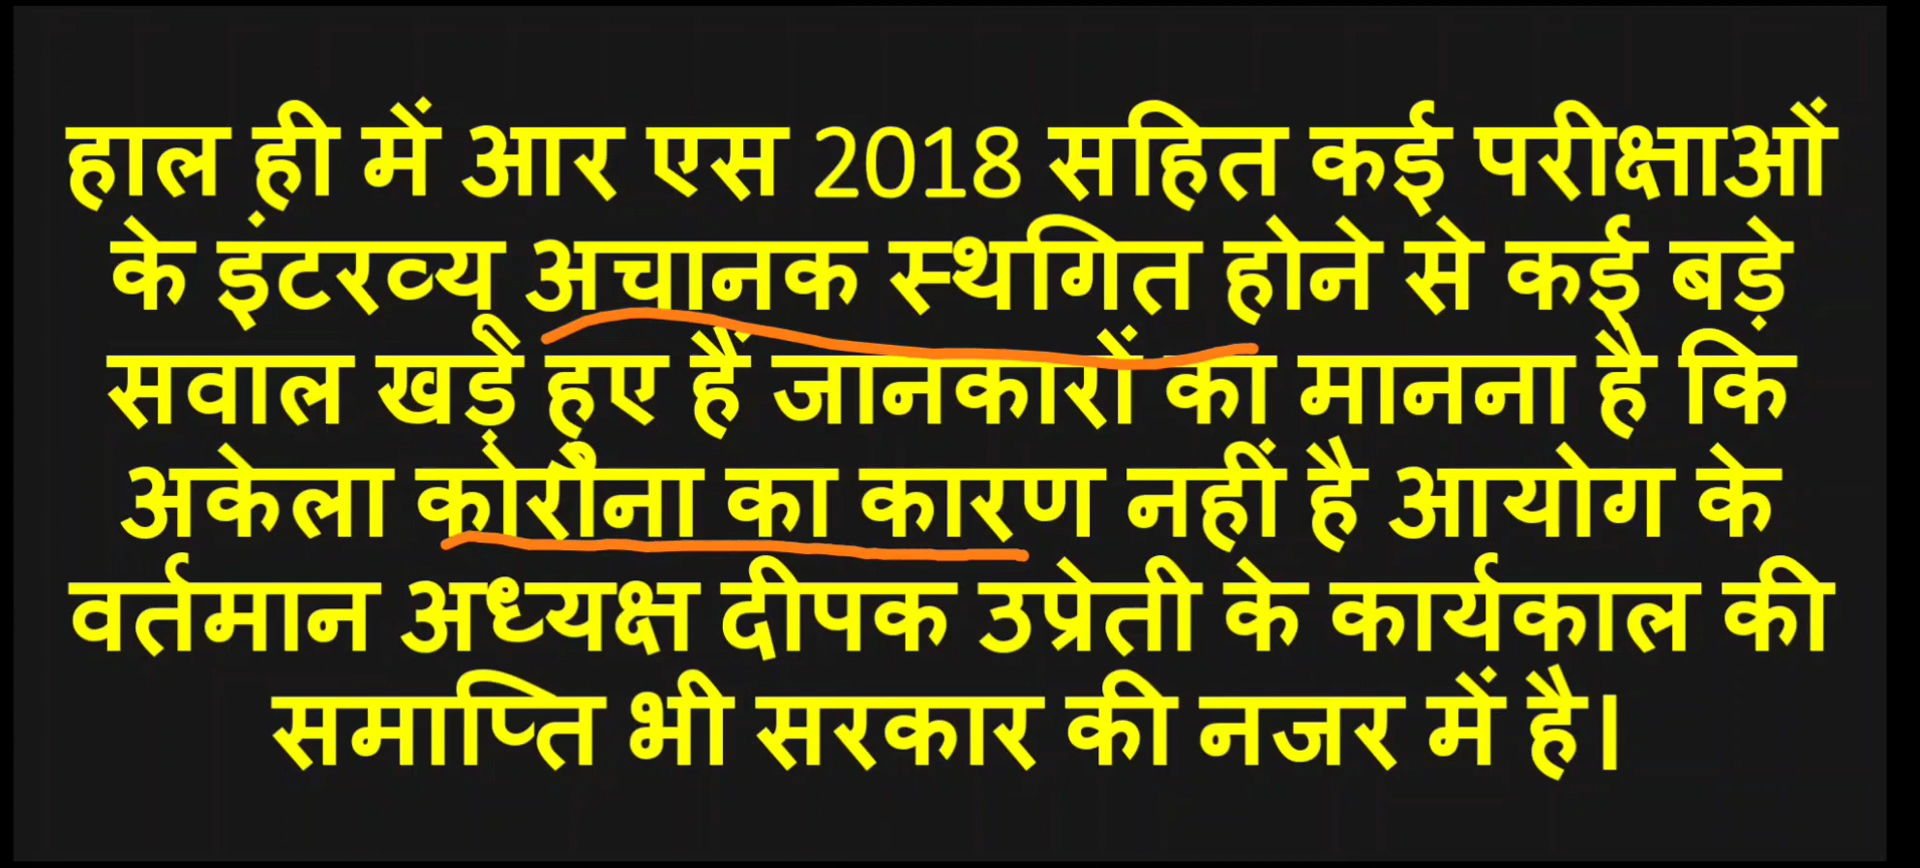 हाल ही में आर एस 2018 सहित कई परीक्षाओं
के इंटरव्यू अचानक स्थगित होने से कई बड़े
सवाल खड़े हुए हैं जानकारों का मानना है कि
अकेला कोरोना का कारण नहीं है आयोग के
वर्तमान अध्यक्ष दीपक उप्रेती के कार्यकाल की
समाप्ति भी सरकार की नजर में है।